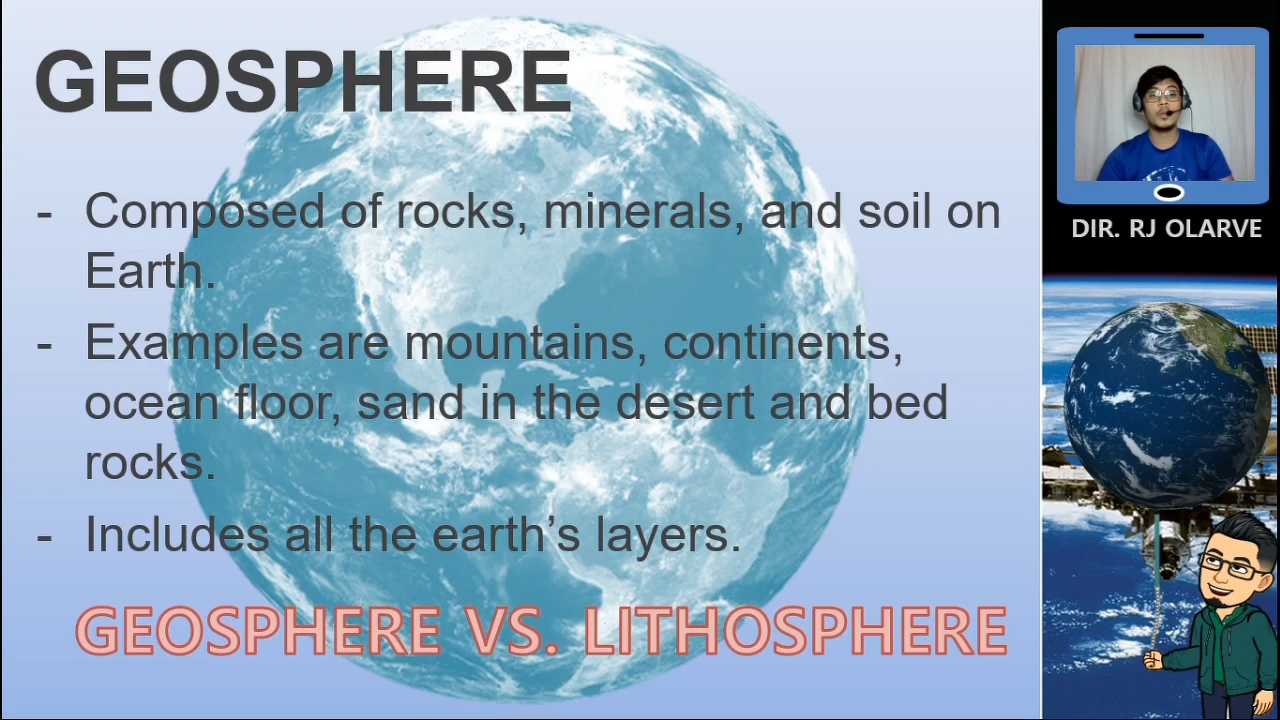 GEOSPHERE
- Composed of rocks, minerals, and soil on
Earth.
- Examples are mountains, continents,
ocean floor, sand in the desert and bed
rocks.
- Includes all the earth’s layers.
GEOSPHERE VS. LITHOSPHERE
DIR. RJ OLARVE